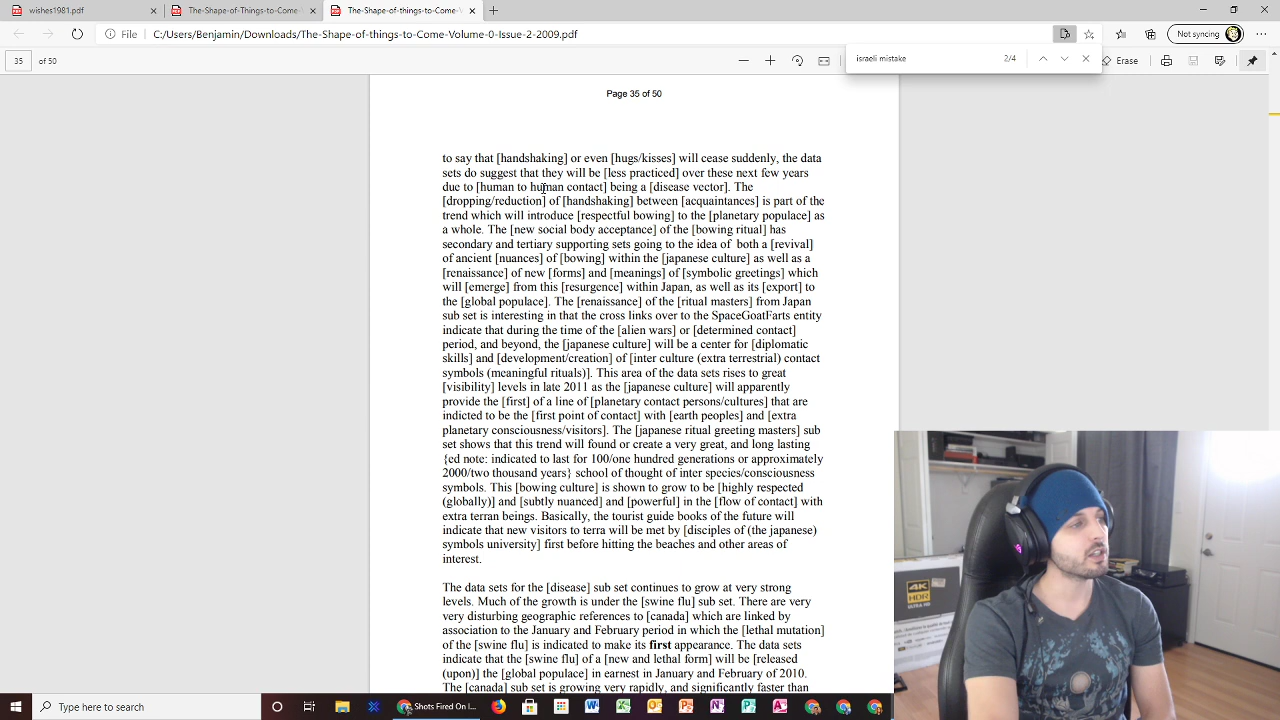 wishes1981.pdf
The-Shape-of-Things-to-Come-V
The-Shape-of-things-to-Come-Vol
File
C:/Users/Benjamin/Downloads/The-Shape-of-things-to-Come-Volume-0-Issue-2-2009.pdf
Not syncing
israeli mistake
2/4
35 of 50
Erase
Page 35 of 50
to say that [handshaking] or even [hugs/kisses] will cease suddenly, the data
sets do suggest that they will be [less practiced] over these next few years
due to [human to human contact] being a [disease vector]. The
[dropping/reduction] of [handshaking] between [acquaintances] is part of the
trend which will introduce [respectful bowing] to the [planetary populace] as
a whole. The [new social body acceptance] of the [bowing ritual] has
secondary and tertiary supporting sets going to the idea of both a [revival]
of ancient [nuances] of [bowing] within the [japanese culture] as well as a
[renaissance] of new [forms] and [meanings] of [symbolic greetings] which
will [emerge] from this [resurgence] within Japan, as well as its [export] to
the [global populace]. The [renaissance] of the [ritual masters] from Japan
sub set is interesting in that the cross links over to the SpaceGoatFarts entity
indicate that during the time of the [alien wars] or [determined contact]
period, and beyond, the [japanese culture] will be a center for [diplomatic
skills] and [development/creation] of [inter culture (extra terrestrial) contact
symbols (meaningful rituals)]. This area of the data sets rises to great
[visibility] levels in late 2011 as the [japanese culture] will apparently
provide the [first] of a line of [planetary contact persons/cultures] that are
indicted to be the [first point of contact] with [earth peoples] and [extra
planetary consciousness/visitors]. The [japanese ritual greeting masters] sub
set shows that this trend will found or create a very great, and long lasting
{ed note: indicated to last for 100/one hundred generations or approximately
2000/two thousand years} school of thought of inter species/consciousness
symbols. This [bowing culture] is shown to grow to be [highly respected
(globally)] and [subtly nuanced] and [powerful] in the [flow of contact] with
extra terran beings. Basically, the tourist guide books of the future will
indicate that new visitors to terra will be met by [disciples of (the japanese)
symbols university] first before hitting the beaches and other areas of
interest.
The data sets for the [disease] sub set continues to grow at very strong
levels. Much of the growth is under the [swine flu] sub set. There are very
very disturbing geographic references to [canada] which are linked by
association to the January and February period in which the [lethal mutation]
of the [swine flu] is indicated to make its first appearance. The data sets
indicate that the [swine flu] of a [new and lethal form] will be [released
(upon)] the [global populace] in earnest in January and February of 2010.
The [canada] sub set is growing very rapidly, and significantly faster than
4K
HDR
Type here to search
Shots Fired On I...